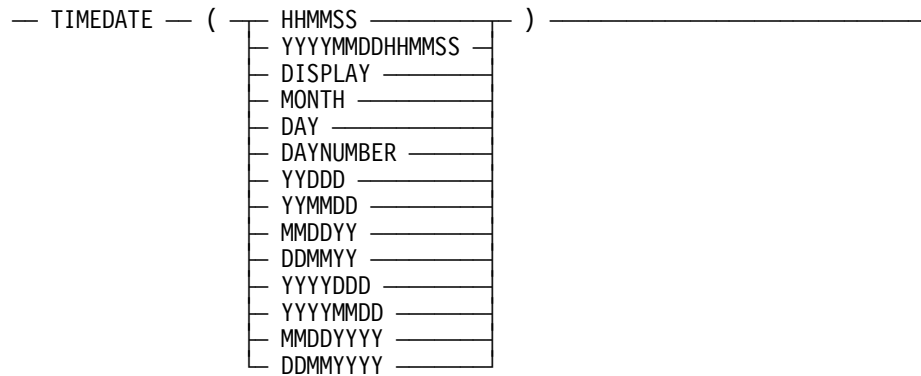 TIMEDATE ( HHMMSS )
YYYYMMDDHHMMSS
DISPLAY
MONTH
DAY
DAYNUMBER
YYDDD
YYMMDD
MMDDYY
DDMMYY
YYYYDDD
YYYYMMDD
MMDDYYYY
DDMMYYYY